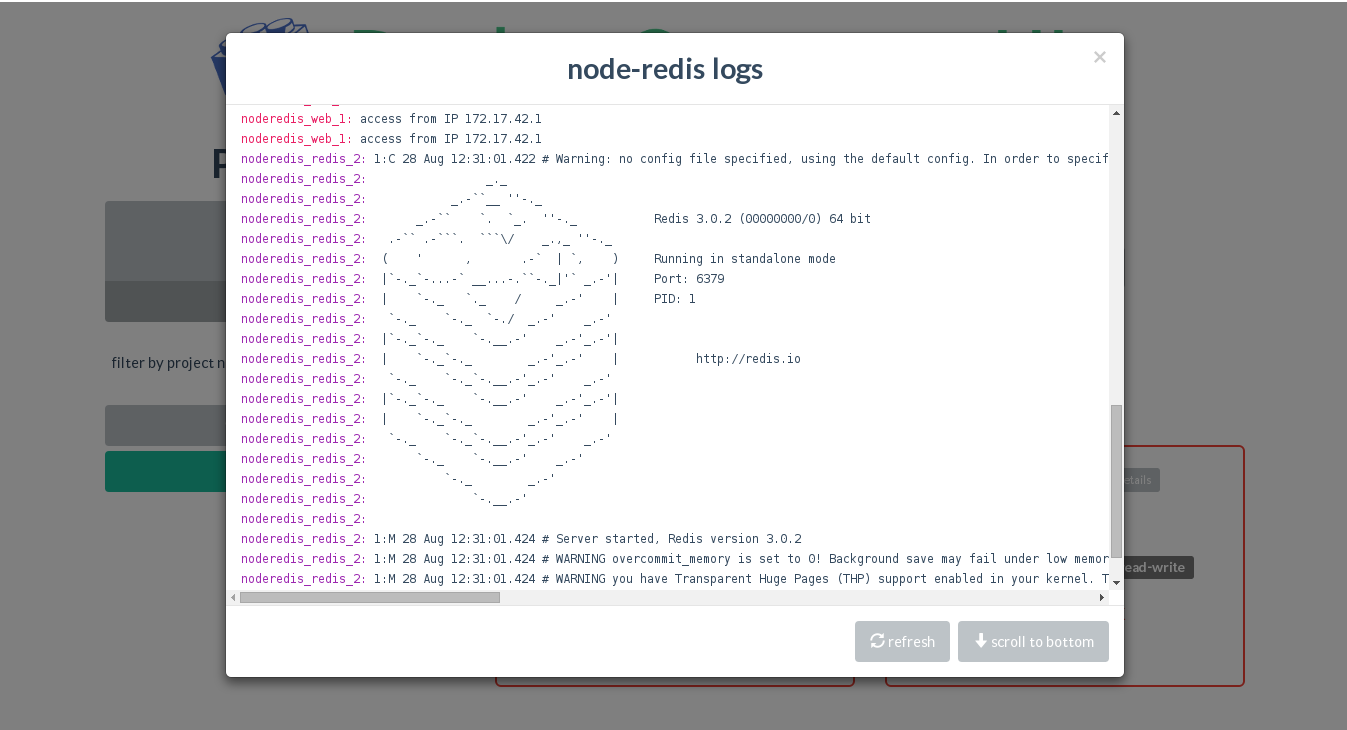 node-redis logs
×
noderedis_web_1: access from IP 172.17.42.1
noderedis_web_1: access from IP 172.17.42.1
noderedis_redis_2: 1:C 28 Aug 12:31:01.422 # Warning: no config file specified, using the default config. In order to specif
noderedis_redis_2:                 _._
noderedis_redis_2:            _.-``__ ''-._
noderedis_redis_2:       _.-``    `.  `_.  ''-._           Redis 3.0.2 (00000000/0) 64 bit
noderedis_redis_2:   .-`` .-```.  ```\/    _.,_ ''-._
noderedis_redis_2:  (    '      ,       .-`  | `,    )     Running in standalone mode
noderedis_redis_2:  |`-._`-...-` __...-.``-._|'` _.-'|     Port: 6379
noderedis_redis_2:  |    `-._   `._    /     _.-'    |     PID: 1
noderedis_redis_2:   `-._    `-._  `-./  _.-'    _.-'
noderedis_redis_2:  |`-._`-._    `-.__.-'    _.-'_.-'|
noderedis_redis_2:  |    `-._`-._        _.-'_.-'    |           http://redis.io
noderedis_redis_2:   `-._    `-._`-.__.-'_.-'    _.-'
noderedis_redis_2:  |`-._`-._    `-.__.-'    _.-'_.-'|
noderedis_redis_2:  |    `-._`-._        _.-'_.-'    |
noderedis_redis_2:   `-._    `-._`-.__.-'_.-'    _.-'
noderedis_redis_2:       `-._    `-.__.-'    _.-'
noderedis_redis_2:           `-._        _.-'
noderedis_redis_2:               `-.__.-'
noderedis_redis_2:
noderedis_redis_2: 1:M 28 Aug 12:31:01.424 # Server started, Redis version 3.0.2
noderedis_redis_2: 1:M 28 Aug 12:31:01.424 # WARNING overcommit_memory is set to 0! Background save may fail under low memor
noderedis_redis_2: 1:M 28 Aug 12:31:01.424 # WARNING you have Transparent Huge Pages (THP) support enabled in your kernel. T
filter by project n
etails
ead-write
refresh
scroll to bottom